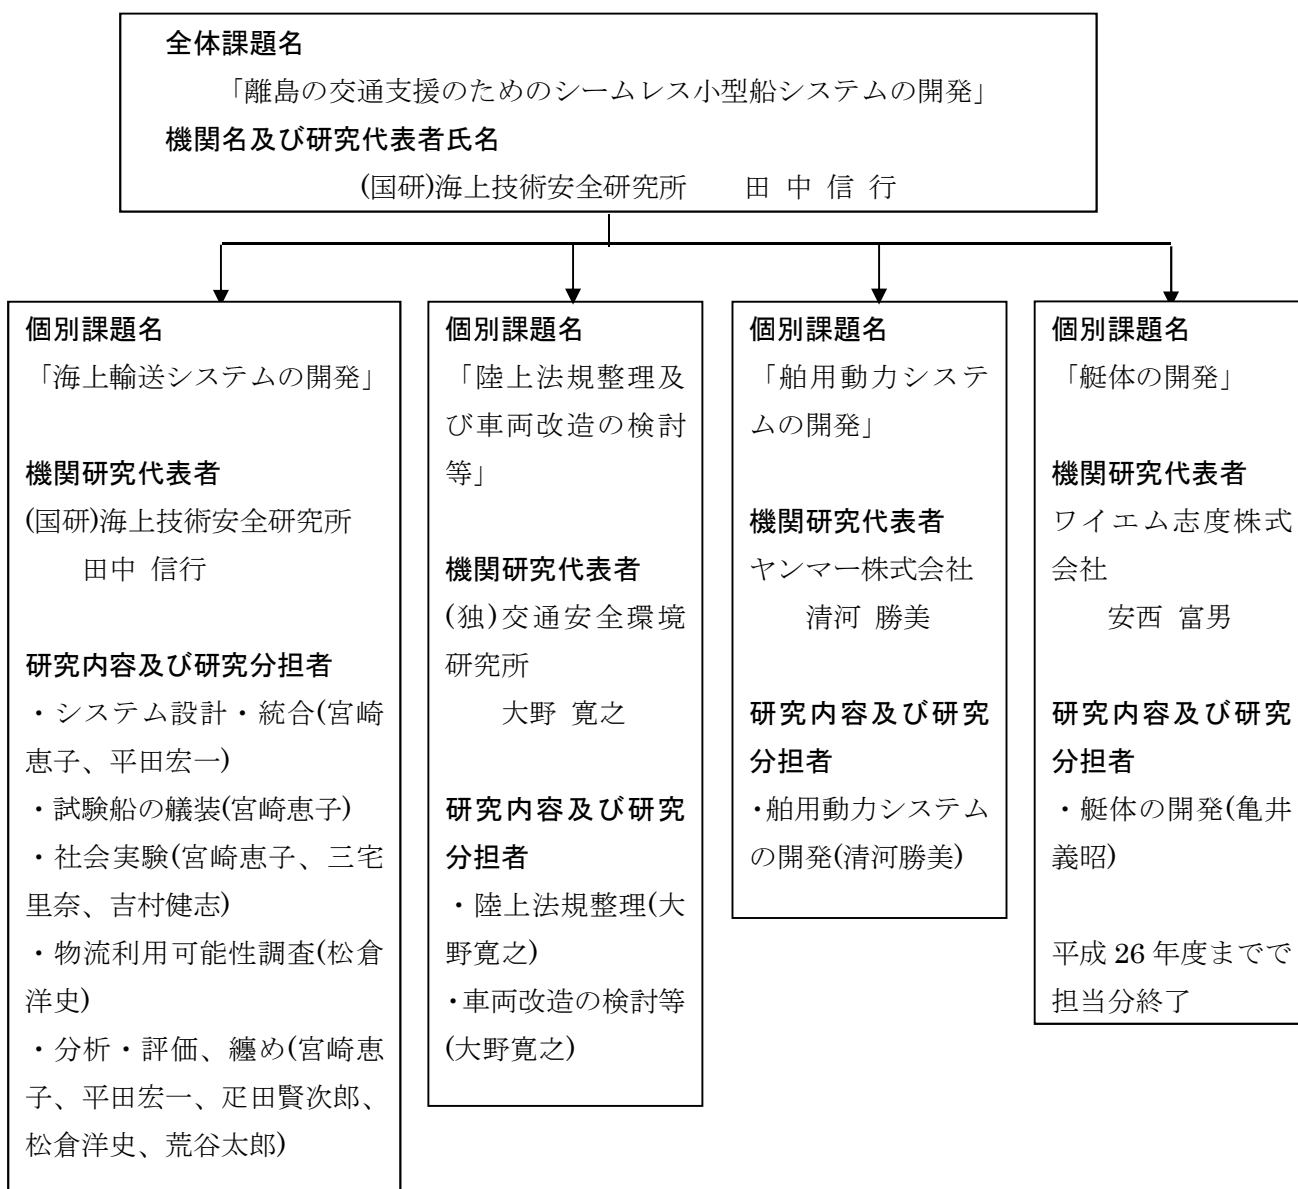 全体課題名
「離島の交通支援のためのシームレス小型船システムの開発」
機関名及び研究代表者氏名
(国研)海上技術安全研究所　　田 中 信 行
個別課題名
「海上輸送システムの開発」
機関研究代表者
(国研)海上技術安全研究所
田中 信行
研究内容及び研究分担者
・システム設計・統合(宮崎
恵子、平田宏一)
・試験船の艤装(宮崎恵子)
・社会実験(宮崎恵子、三宅
里奈、吉村健志)
・物流利用可能性調査(松倉
洋史)
・分析・評価、纏め(宮崎恵
子、平田宏一、疋田賢次郎、
松倉洋史、荒谷太郎)
個別課題名
「陸上法規整理及
び車両改造の検討
等」
機関研究代表者
(独)交通安全環境
研究所
大野 寛之
研究内容及び研究
分担者
・陸上法規整理(大
野寛之)
・車両改造の検討等
(大野寛之)
個別課題名
「舶用動力システ
ムの開発」
機関研究代表者
ヤンマー株式会社
清河 勝美
研究内容及び研究
分担者
・舶用動力システム
の開発(清河勝美)
個別課題名
「艇体の開発」
機関研究代表者
ワイエム志度株式
会社
安西 富男
研究内容及び研究
分担者
・艇体の開発(亀井
義昭)
平成 26 年度までで
担当分終了